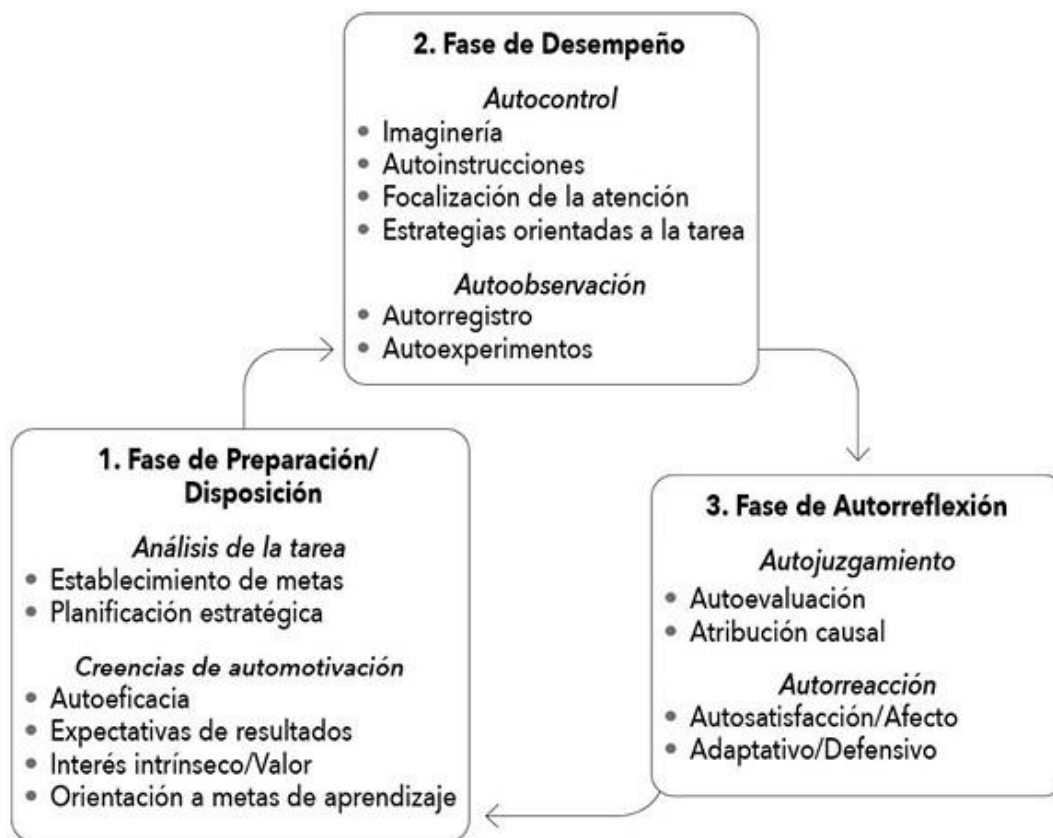 2. Fase de Desempeño
Autocontrol
• Imaginería
• Autoinstrucciones
• Focalización de la atención
• Estrategias orientadas a la tarea
Autoobservación
• Autorregistro
• Autoexperimentos
1. Fase de Preparación/
Disposición
Análisis de la tarea
• Establecimiento de metas
• Planificación estratégica
Creencias de automotivación
• Autoeficacia
• Expectativas de resultados
• Interés intrínseco/Valor
• Orientación a metas de aprendizaje
3. Fase de Autorreflexión
Autojuzgamiento
• Autoevaluación
• Atribución causal
Autorreacción
• Autosatisfacción/Afecto
• Adaptativo/Defensivo